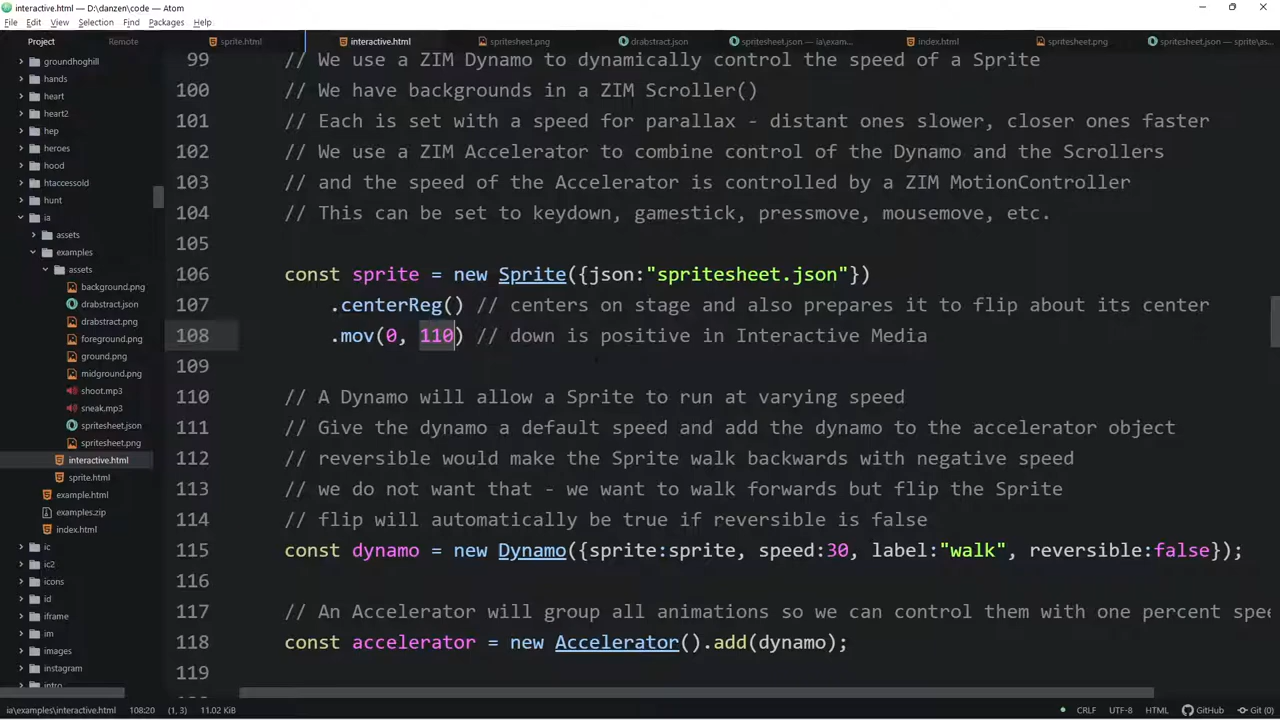 interactive.html — D:\danzen\code — Atom
File Edit View Selection Find Packages Help
Project Remote
sprite.html interactive.html spritesheet.png drabstract.json spritesheet.json — ia\exam... index.html spritesheet.png spritesheet.json — sprite\as...
groundhoghill
hands
heart
heart2
hep
heroes
hood
htaccessold
hunt
ia
assets
examples
assets
background.png
drabstract.json
drabstract.png
foreground.png
ground.png
midground.png
shoot.mp3
sneak.mp3
spritesheet.json
spritesheet.png
interactive.html
sprite.html
example.html
examples.zip
index.html
ic
ic2
icons
id
iframe
im
images
instagram
intro
99 // We use a ZIM Dynamo to dynamically control the speed of a Sprite
100 // We have backgrounds in a ZIM Scroller()
101 // Each is set with a speed for parallax - distant ones slower, closer ones faster
102 // We use a ZIM Accelerator to combine control of the Dynamo and the Scrollers
103 // and the speed of the Accelerator is controlled by a ZIM MotionController
104 // This can be set to keydown, gamestick, pressmove, mousemove, etc.
105
106 const sprite = new Sprite({json:"spritesheet.json"})
107 .centerReg() // centers on stage and also prepares it to flip about its center
108 .mov(0, 110) // down is positive in Interactive Media
109
110 // A Dynamo will allow a Sprite to run at varying speed
111 // Give the dynamo a default speed and add the dynamo to the accelerator object
112 // reversible would make the Sprite walk backwards with negative speed
113 // we do not want that - we want to walk forwards but flip the Sprite
114 // flip will automatically be true if reversible is false
115 const dynamo = new Dynamo({sprite:sprite, speed:30, label:"walk", reversible:false});
116
117 // An Accelerator will group all animations so we can control them with one percent spee
118 const accelerator = new Accelerator().add(dynamo);
119
ia\examples\interactive.html 108:20 (1, 3) 11.02 KiB CRLF UTF-8 HTML GitHub Git (0)